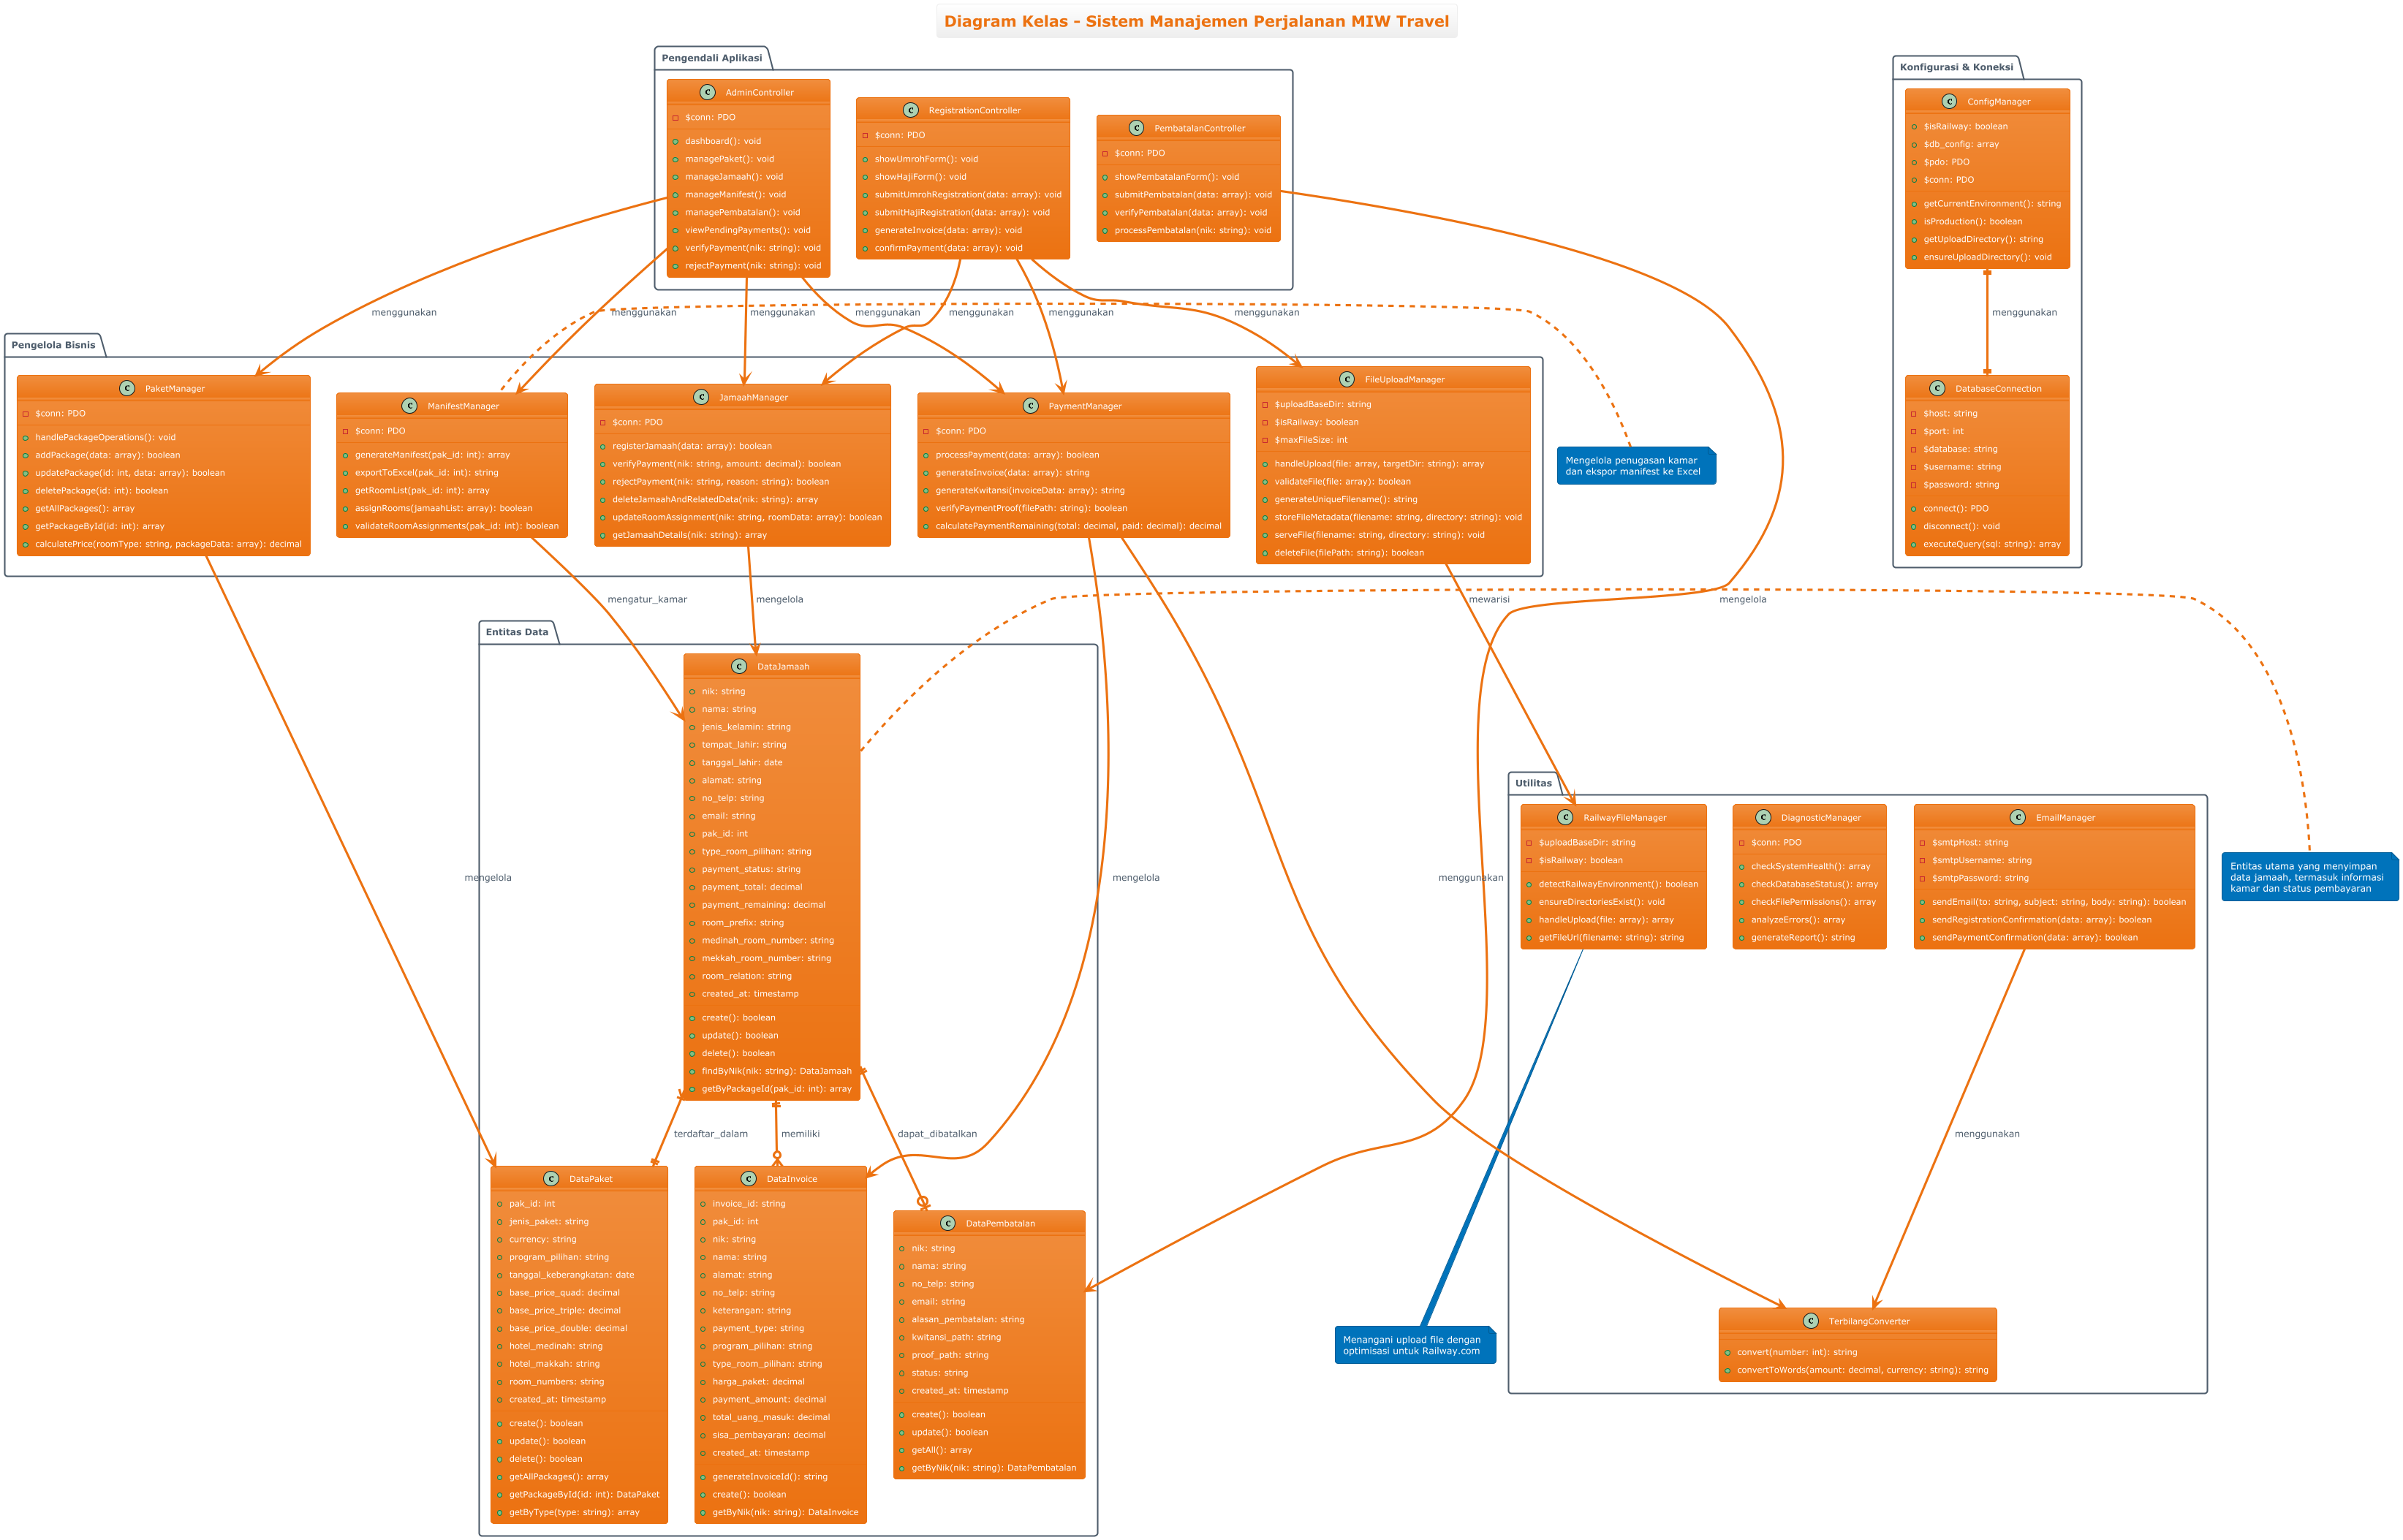 Diagram Kelas - Sistem Manajemen Perjalanan MIW Travel
Pengendali Aplikasi
AdminController
$conn: PDO
dashboard(): void
managePaket(): void
manageJamaah(): void
manageManifest(): void
managePembatalan(): void
viewPendingPayments(): void
verifyPayment(nik: string): void
rejectPayment(nik: string): void
RegistrationController
$conn: PDO
showUmrohForm(): void
showHajiForm(): void
submitUmrohRegistration(data: array): void
submitHajiRegistration(data: array): void
generateInvoice(data: array): void
confirmPayment(data: array): void
PembatalanController
$conn: PDO
showPembatalanForm(): void
submitPembatalan(data: array): void
verifyPembatalan(data: array): void
processPembatalan(nik: string): void
Konfigurasi & Koneksi
ConfigManager
$isRailway: boolean
$db_config: array
$pdo: PDO
$conn: PDO
getCurrentEnvironment(): string
isProduction(): boolean
getUploadDirectory(): string
ensureUploadDirectory(): void
menggunakan
DatabaseConnection
$host: string
$port: int
$database: string
$username: string
$password: string
connect(): PDO
disconnect(): void
executeQuery(sql: string): array
menggunakan
menggunakan
menggunakan
menggunakan
menggunakan
menggunakan
menggunakan
Pengelola Bisnis
PaketManager
$conn: PDO
handlePackageOperations(): void
addPackage(data: array): boolean
updatePackage(id: int, data: array): boolean
deletePackage(id: int): boolean
getAllPackages(): array
getPackageById(id: int): array
calculatePrice(roomType: string, packageData: array): decimal
ManifestManager
$conn: PDO
generateManifest(pak_id: int): array
exportToExcel(pak_id: int): string
getRoomList(pak_id: int): array
assignRooms(jamaahList: array): boolean
validateRoomAssignments(pak_id: int): boolean
JamaahManager
$conn: PDO
registerJamaah(data: array): boolean
verifyPayment(nik: string, amount: decimal): boolean
rejectPayment(nik: string, reason: string): boolean
deleteJamaahAndRelatedData(nik: string): array
updateRoomAssignment(nik: string, roomData: array): boolean
getJamaahDetails(nik: string): array
PaymentManager
$conn: PDO
processPayment(data: array): boolean
generateInvoice(data: array): string
generateKwitansi(invoiceData: array): string
verifyPaymentProof(filePath: string): boolean
calculatePaymentRemaining(total: decimal, paid: decimal): decimal
FileUploadManager
$uploadBaseDir: string
$isRailway: boolean
$maxFileSize: int
handleUpload(file: array, targetDir: string): array
validateFile(file: array): boolean
generateUniqueFilename(): string
storeFileMetadata(filename: string, directory: string): void
serveFile(filename: string, directory: string): void
deleteFile(filePath: string): boolean
Mengelola penugasan kamar
dan ekspor manifest ke Excel
mengatur_kamar
mengelola
mewarisi
mengelola
Entitas Data
DataJamaah
nik: string
nama: string
jenis_kelamin: string
tempat_lahir: string
tanggal_lahir: date
alamat: string
no_telp: string
email: string
pak_id: int
type_room_pilihan: string
payment_status: string
payment_total: decimal
payment_remaining: decimal
room_prefix: string
medinah_room_number: string
mekkah_room_number: string
room_relation: string
created_at: timestamp
create(): boolean
update(): boolean
delete(): boolean
findByNik(nik: string): DataJamaah
getByPackageId(pak_id: int): array
mengelola
mengelola
menggunakan
terdaftar_dalam
memiliki
dapat_dibatalkan
DataPaket
pak_id: int
jenis_paket: string
currency: string
program_pilihan: string
tanggal_keberangkatan: date
base_price_quad: decimal
base_price_triple: decimal
base_price_double: decimal
hotel_medinah: string
hotel_makkah: string
room_numbers: string
created_at: timestamp
create(): boolean
update(): boolean
delete(): boolean
getAllPackages(): array
getPackageById(id: int): DataPaket
getByType(type: string): array
DataInvoice
invoice_id: string
pak_id: int
nik: string
nama: string
alamat: string
no_telp: string
keterangan: string
payment_type: string
program_pilihan: string
type_room_pilihan: string
harga_paket: decimal
payment_amount: decimal
total_uang_masuk: decimal
sisa_pembayaran: decimal
created_at: timestamp
generateInvoiceId(): string
create(): boolean
getByNik(nik: string): DataInvoice
DataPembatalan
nik: string
nama: string
no_telp: string
email: string
alasan_pembatalan: string
kwitansi_path: string
proof_path: string
status: string
created_at: timestamp
create(): boolean
update(): boolean
getAll(): array
getByNik(nik: string): DataPembatalan
Utilitas
RailwayFileManager
$uploadBaseDir: string
$isRailway: boolean
detectRailwayEnvironment(): boolean
ensureDirectoriesExist(): void
handleUpload(file: array): array
getFileUrl(filename: string): string
DiagnosticManager
$conn: PDO
checkSystemHealth(): array
checkDatabaseStatus(): array
checkFilePermissions(): array
analyzeErrors(): array
generateReport(): string
EmailManager
$smtpHost: string
$smtpUsername: string
$smtpPassword: string
sendEmail(to: string, subject: string, body: string): boolean
sendRegistrationConfirmation(data: array): boolean
sendPaymentConfirmation(data: array): boolean
Entitas utama yang menyimpan
data jamaah, termasuk informasi
kamar dan status pembayaran
menggunakan
Menangani upload file dengan
optimisasi untuk Railway.com
TerbilangConverter
convert(number: int): string
convertToWords(amount: decimal, currency: string): string